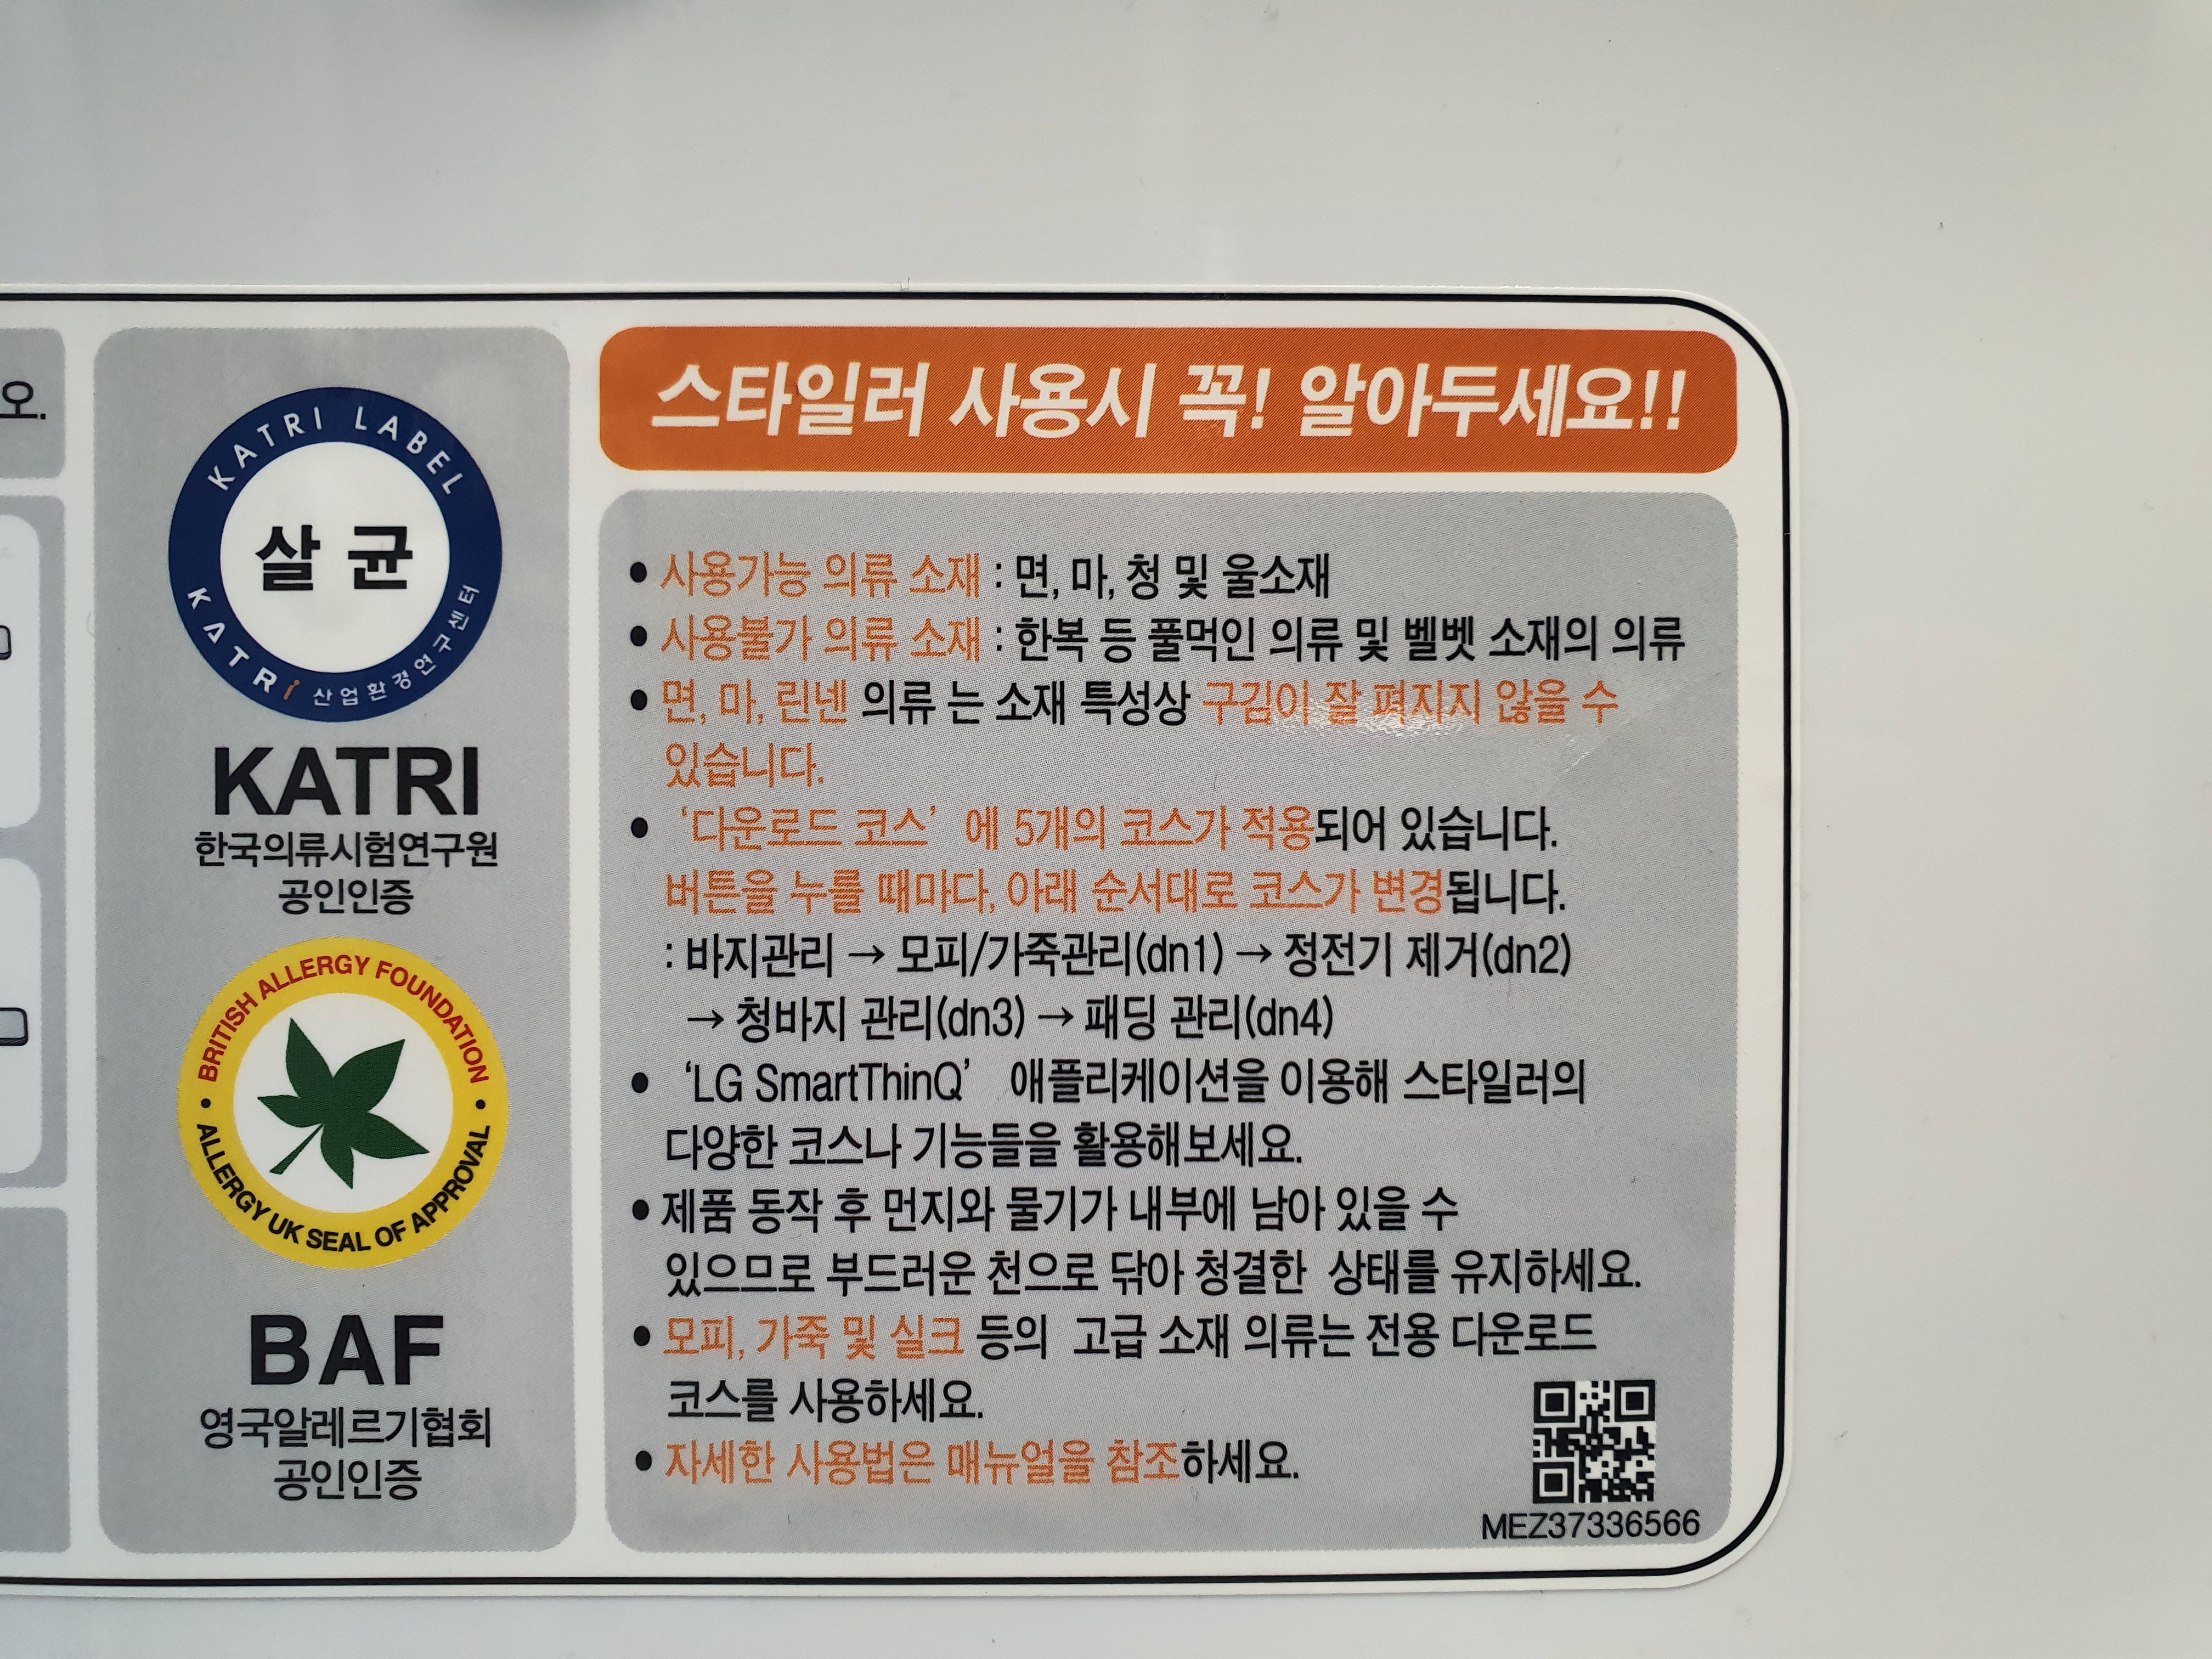 오.
KATRI LABEL
살 균
KATRi 산업환경연구센터
KATRI
한국의류시험연구원
공인인증
• BRITISH ALLERGY FOUNDATION •
ALLERGY UK SEAL OF APPROVAL
BAF
영국알레르기협회
공인인증
스타일러 사용시 꼭! 알아두세요!!
• 사용가능 의류 소재 : 면, 마, 청 및 울소재
• 사용불가 의류 소재 : 한복 등 풀먹인 의류 및 벨벳 소재의 의류
• 면, 마, 린넨 의류 는 소재 특성상 구김이 잘 펴지지 않을 수
있습니다.
• ‘다운로드 코스’ 에 5개의 코스가 적용되어 있습니다.
버튼을 누를 때마다, 아래 순서대로 코스가 변경됩니다.
: 바지관리 → 모피/가죽관리(dn1) → 정전기 제거(dn2)
→ 청바지 관리(dn3) → 패딩 관리(dn4)
• ‘LG SmartThinQ’ 애플리케이션을 이용해 스타일러의
다양한 코스나 기능들을 활용해보세요.
• 제품 동작 후 먼지와 물기가 내부에 남아 있을 수
있으므로 부드러운 천으로 닦아 청결한 상태를 유지하세요.
• 모피, 가죽 및 실크 등의 고급 소재 의류는 전용 다운로드
코스를 사용하세요.
• 자세한 사용법은 매뉴얼을 참조하세요.
MEZ37336566